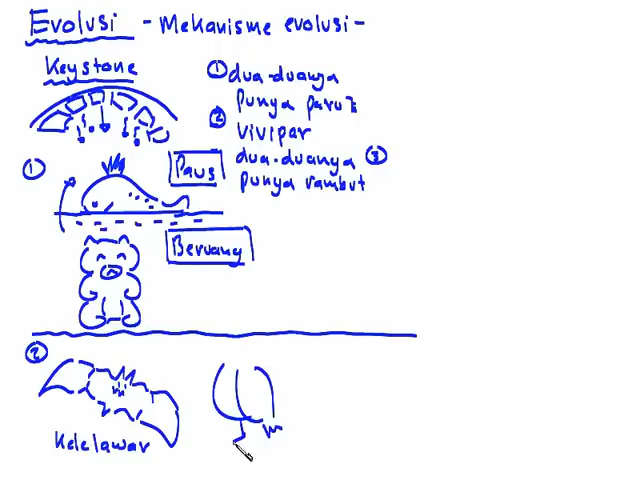 Evolusi - Mekanisme evolusi -
Keystone
① dua-duanya
punya paru²
② vivipar
dua-duanya ③
punya rambut
①
Paus
Beruang
②
Kelelawar